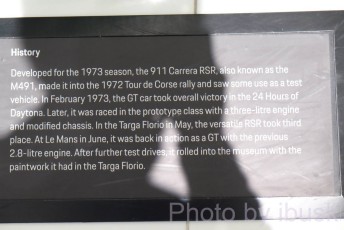 History
Developed for the 1973 season, the 911 Carrera RSR, also known as the
M491, made it into the 1972 Tour de Corse rally and saw some use as a test
vehicle. In February 1973, the GT car took overall victory in the 24 Hours of
Daytona. Later, it was raced in the prototype class with a three-litre engine
and modified chassis. In the Targa Florio in May, the versatile RSR took third
place. At Le Mans in June, it was back in action as a GT with the previous
2.8-litre engine. After further test drives, it rolled into the museum with the
paintwork it had in the Targa Florio.
Photo by